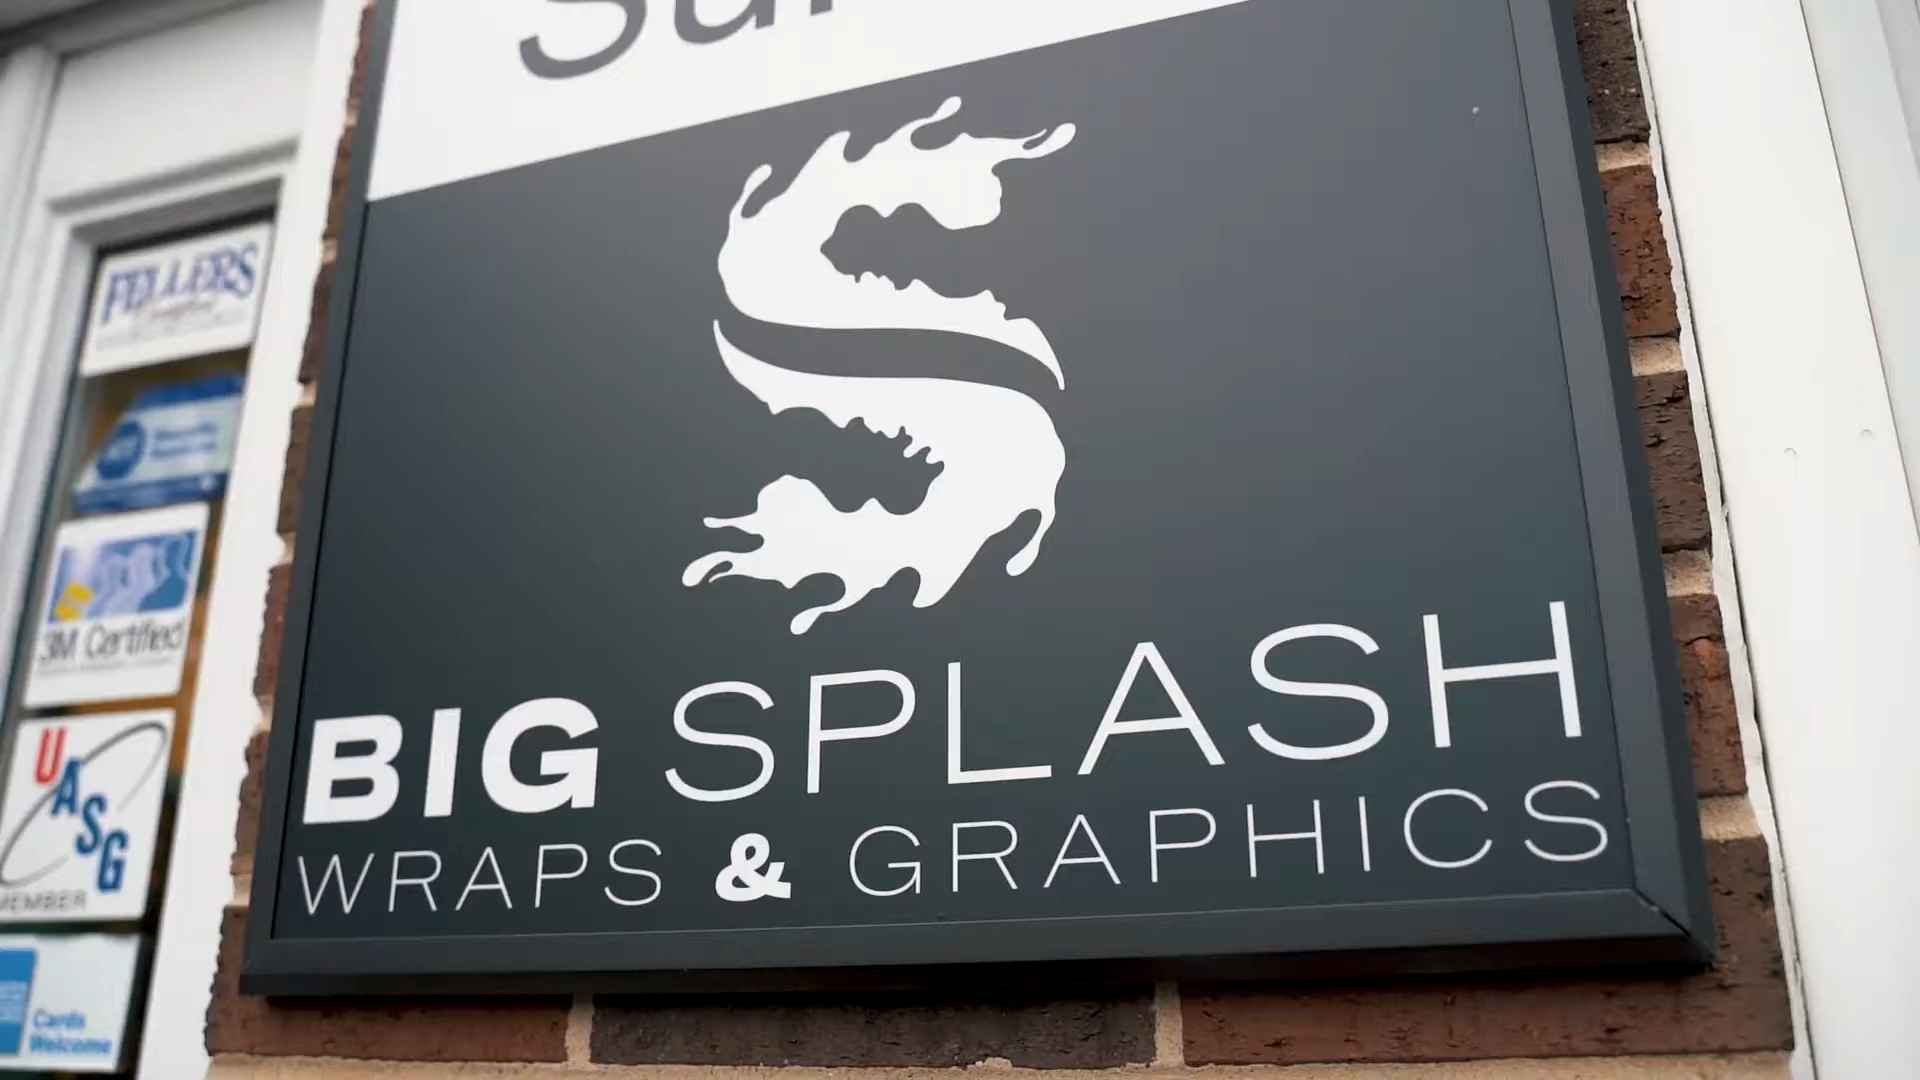 FELLERS
3M Certified
UASG
MEMBER
Cards
Welcome
BIG SPLASH
WRAPS & GRAPHICS